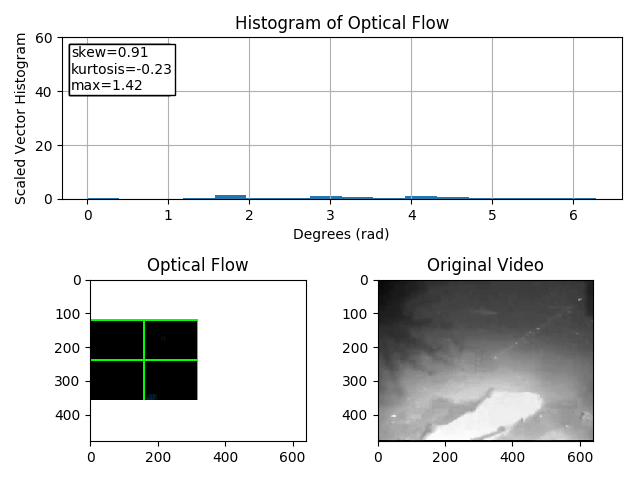 Histogram of Optical Flow
skew=0.91
kurtosis=-0.23
max=1.42
Scaled Vector Histogram
60
40
20
0
0 1 2 3 4 5 6
Degrees (rad)
Optical Flow
0
100
200
300
400
0 200 400 600
Original Video
0
100
200
300
400
0 200 400 600